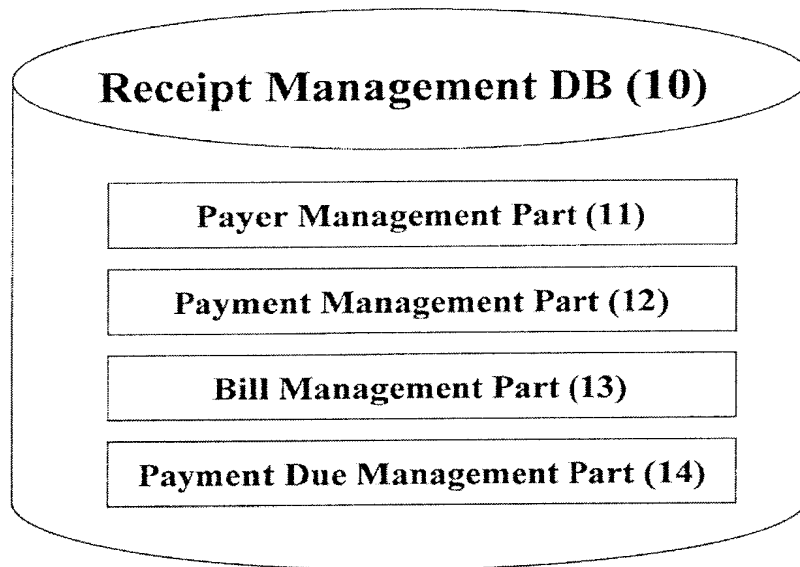 Receipt Management DB (10)
Payer Management Part (11)
Payment Management Part (12)
Bill Management Part (13)
Payment Due Management Part (14)